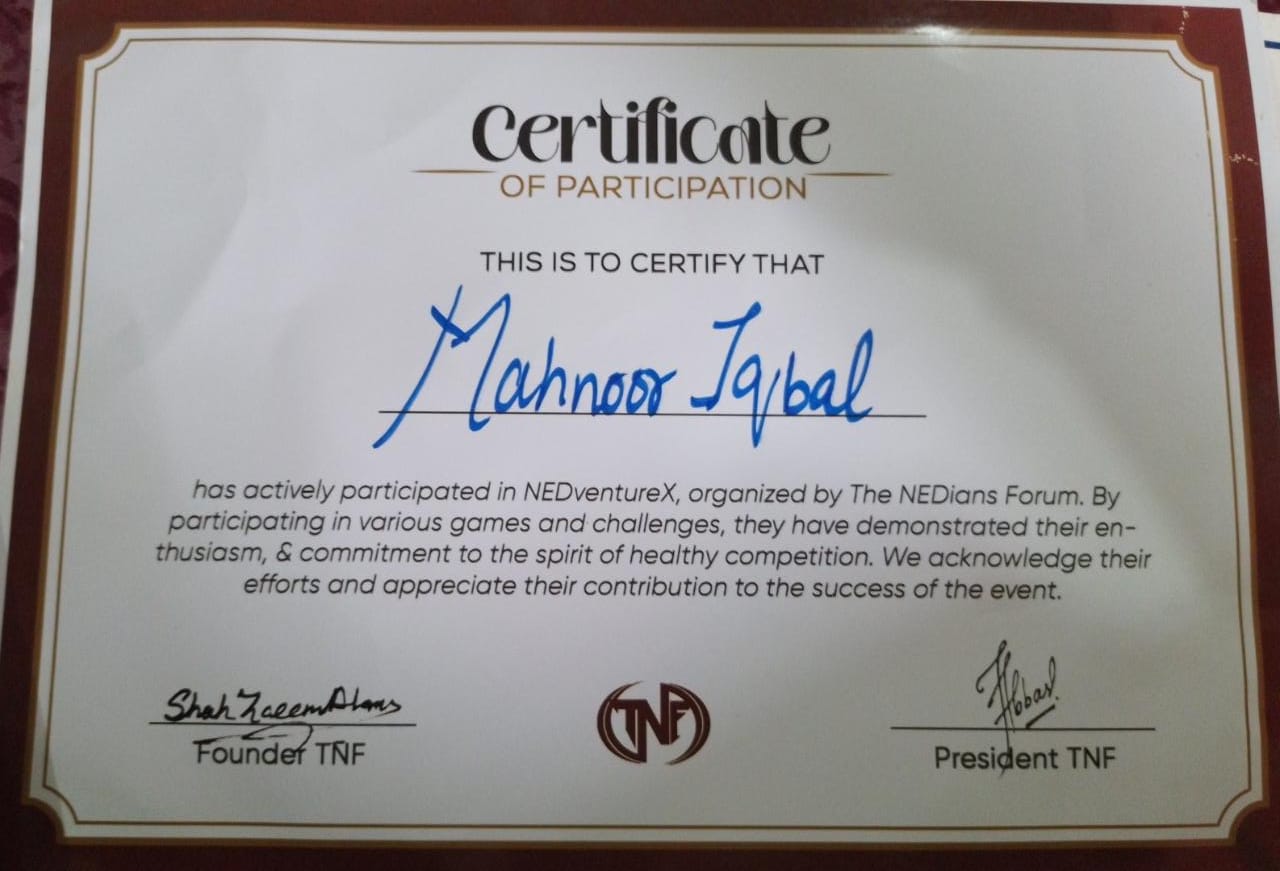 Certificate
OF PARTICIPATION
THIS IS TO CERTIFY THAT
Mahnoor Iqbal
has actively participated in NEDventureX, organized by The NEDians Forum. By
participating in various games and challenges, they have demonstrated their en-
thusiasm, & commitment to the spirit of healthy competition. We acknowledge their
efforts and appreciate their contribution to the success of the event.
Shah Zaeem
Founder TNF
TNF
President TNF